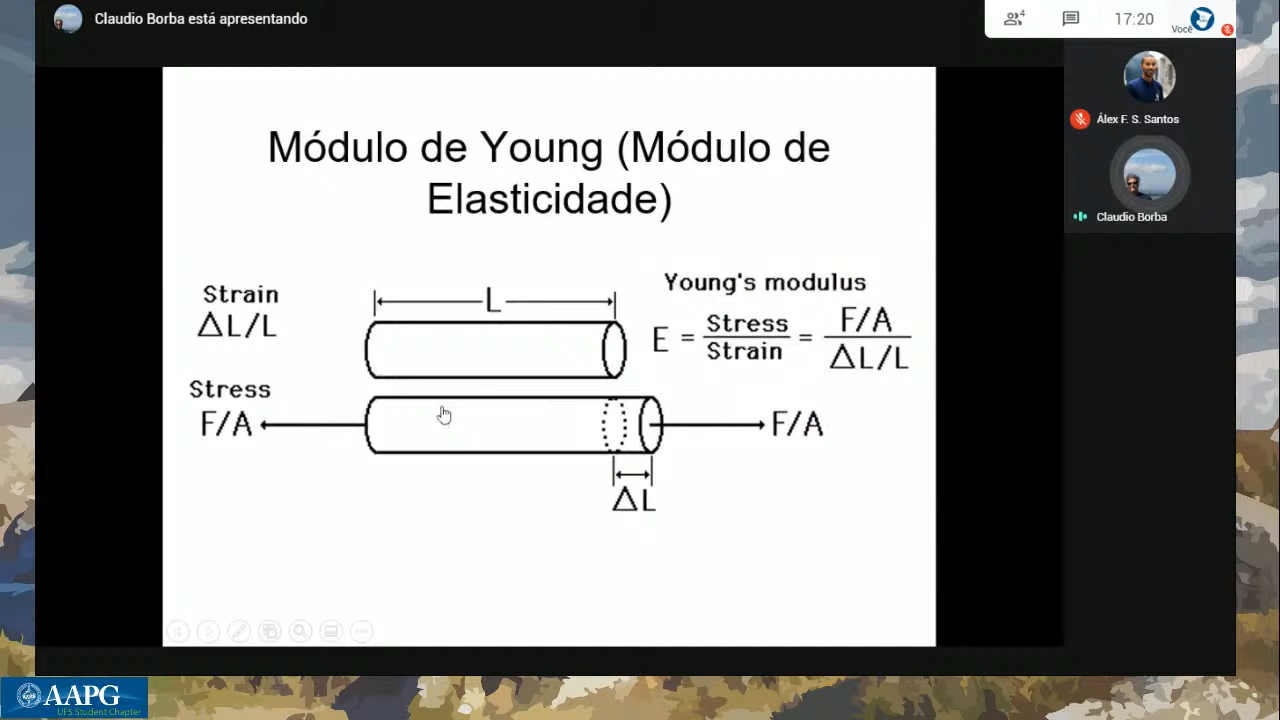 Claudio Borba está apresentando
4
17:20
Você
Álex F. S. Santos
Claudio Borba
Módulo de Young (Módulo de
Elasticidade)
Strain
ΔL/L
L
Young's modulus
E = Stress/Strain = F/A / ΔL/L
Stress
F/A
F/A
ΔL
AAPG
UFS Student Chapter